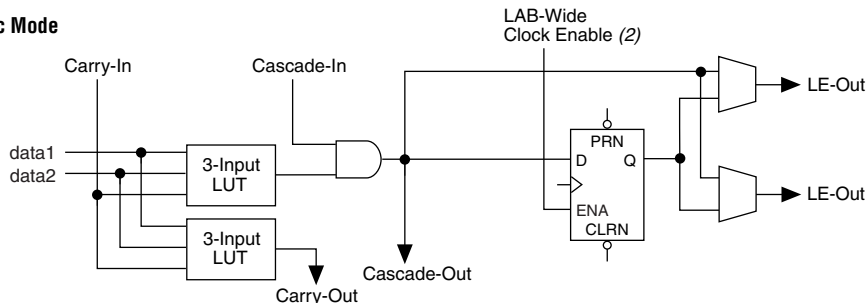 c Mode
LAB-Wide
Clock Enable (2)
Carry-In
Cascade-In
LE-Out
PRN
data1
data2
3-Input
LUT
D
Q
ENA
CLRN
LE-Out
3-Input
LUT
Cascade-Out
Carry-Out